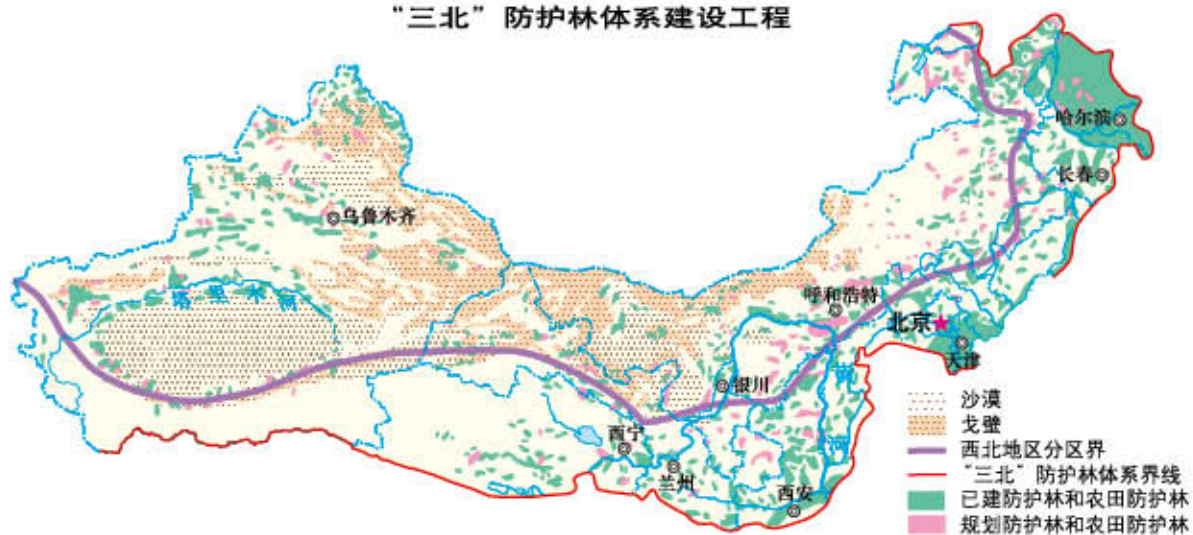 “三北”防护林体系建设工程
哈尔滨
长春
乌鲁木齐
塔里木河
呼和浩特
北京
天津
银川
黄河
西宁
兰州
西安
沙漠
戈壁
西北地区分区界
“三北”防护林体系界线
已建防护林和农田防护林
规划防护林和农田防护林